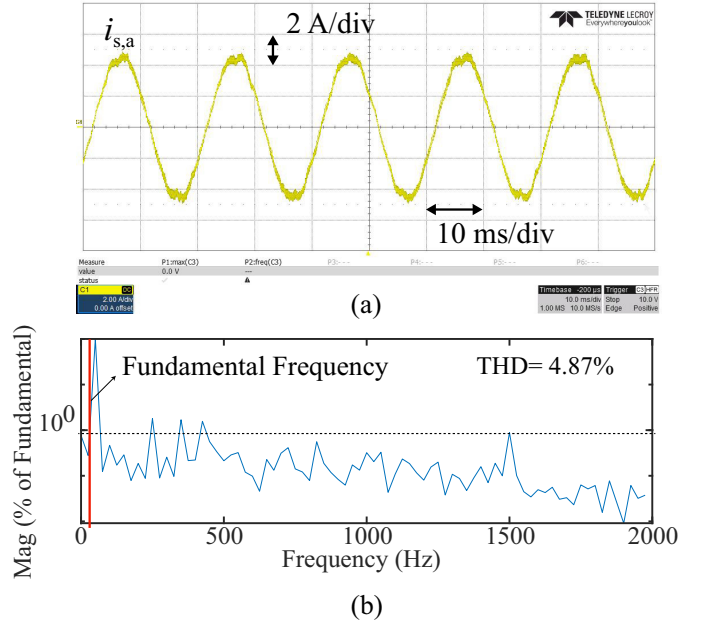 i_s,a
2 A/div
TELEDYNE LECROY
Everywhereyoulook™
10 ms/div
Measure P1:max(C3) P2:freq(C3) P3:- - - P4:- - - P5:- - - P6:- - -
value 0.0 V ---
status
C1 DC
2.00 A/div
0.00 A offset
Timebase -200 µs
10.0 ms/div
1.00 MS 10.0 MS/s
Trigger C3 HFR
Stop 10.0 V
Edge Positive
(a)
Mag (% of Fundamental)
10^0
Fundamental Frequency
THD= 4.87%
0 500 1000 1500 2000
Frequency (Hz)
(b)